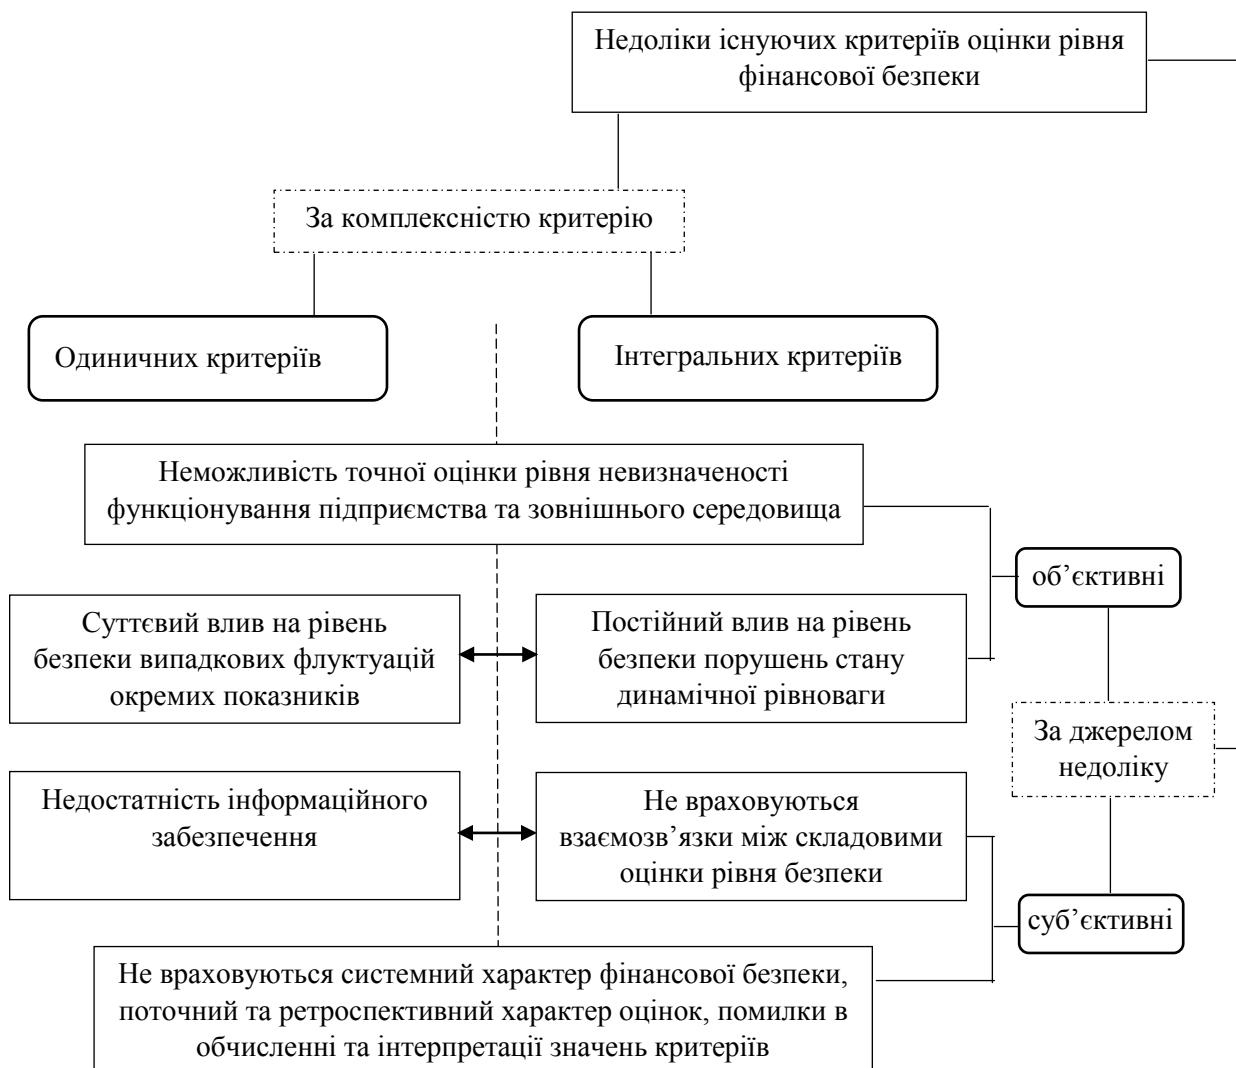 Недоліки існуючих критеріїв оцінки рівня
фінансової безпеки
За комплексністю критерію
Одиничних критеріїв
Інтегральних критеріїв
Неможливість точної оцінки рівня невизначеності
функціонування підприємства та зовнішнього середовища
об’єктивні
Суттєвий влив на рівень
безпеки випадкових флуктуацій
окремих показників
Постійний влив на рівень
безпеки порушень стану
динамічної рівноваги
За джерелом
недоліку
Недостатність інформаційного
забезпечення
Не враховуються
взаємозв’язки між складовими
оцінки рівня безпеки
суб’єктивні
Не враховуються системний характер фінансової безпеки,
поточний та ретроспективний характер оцінок, помилки в
обчисленні та інтерпретації значень критеріїв